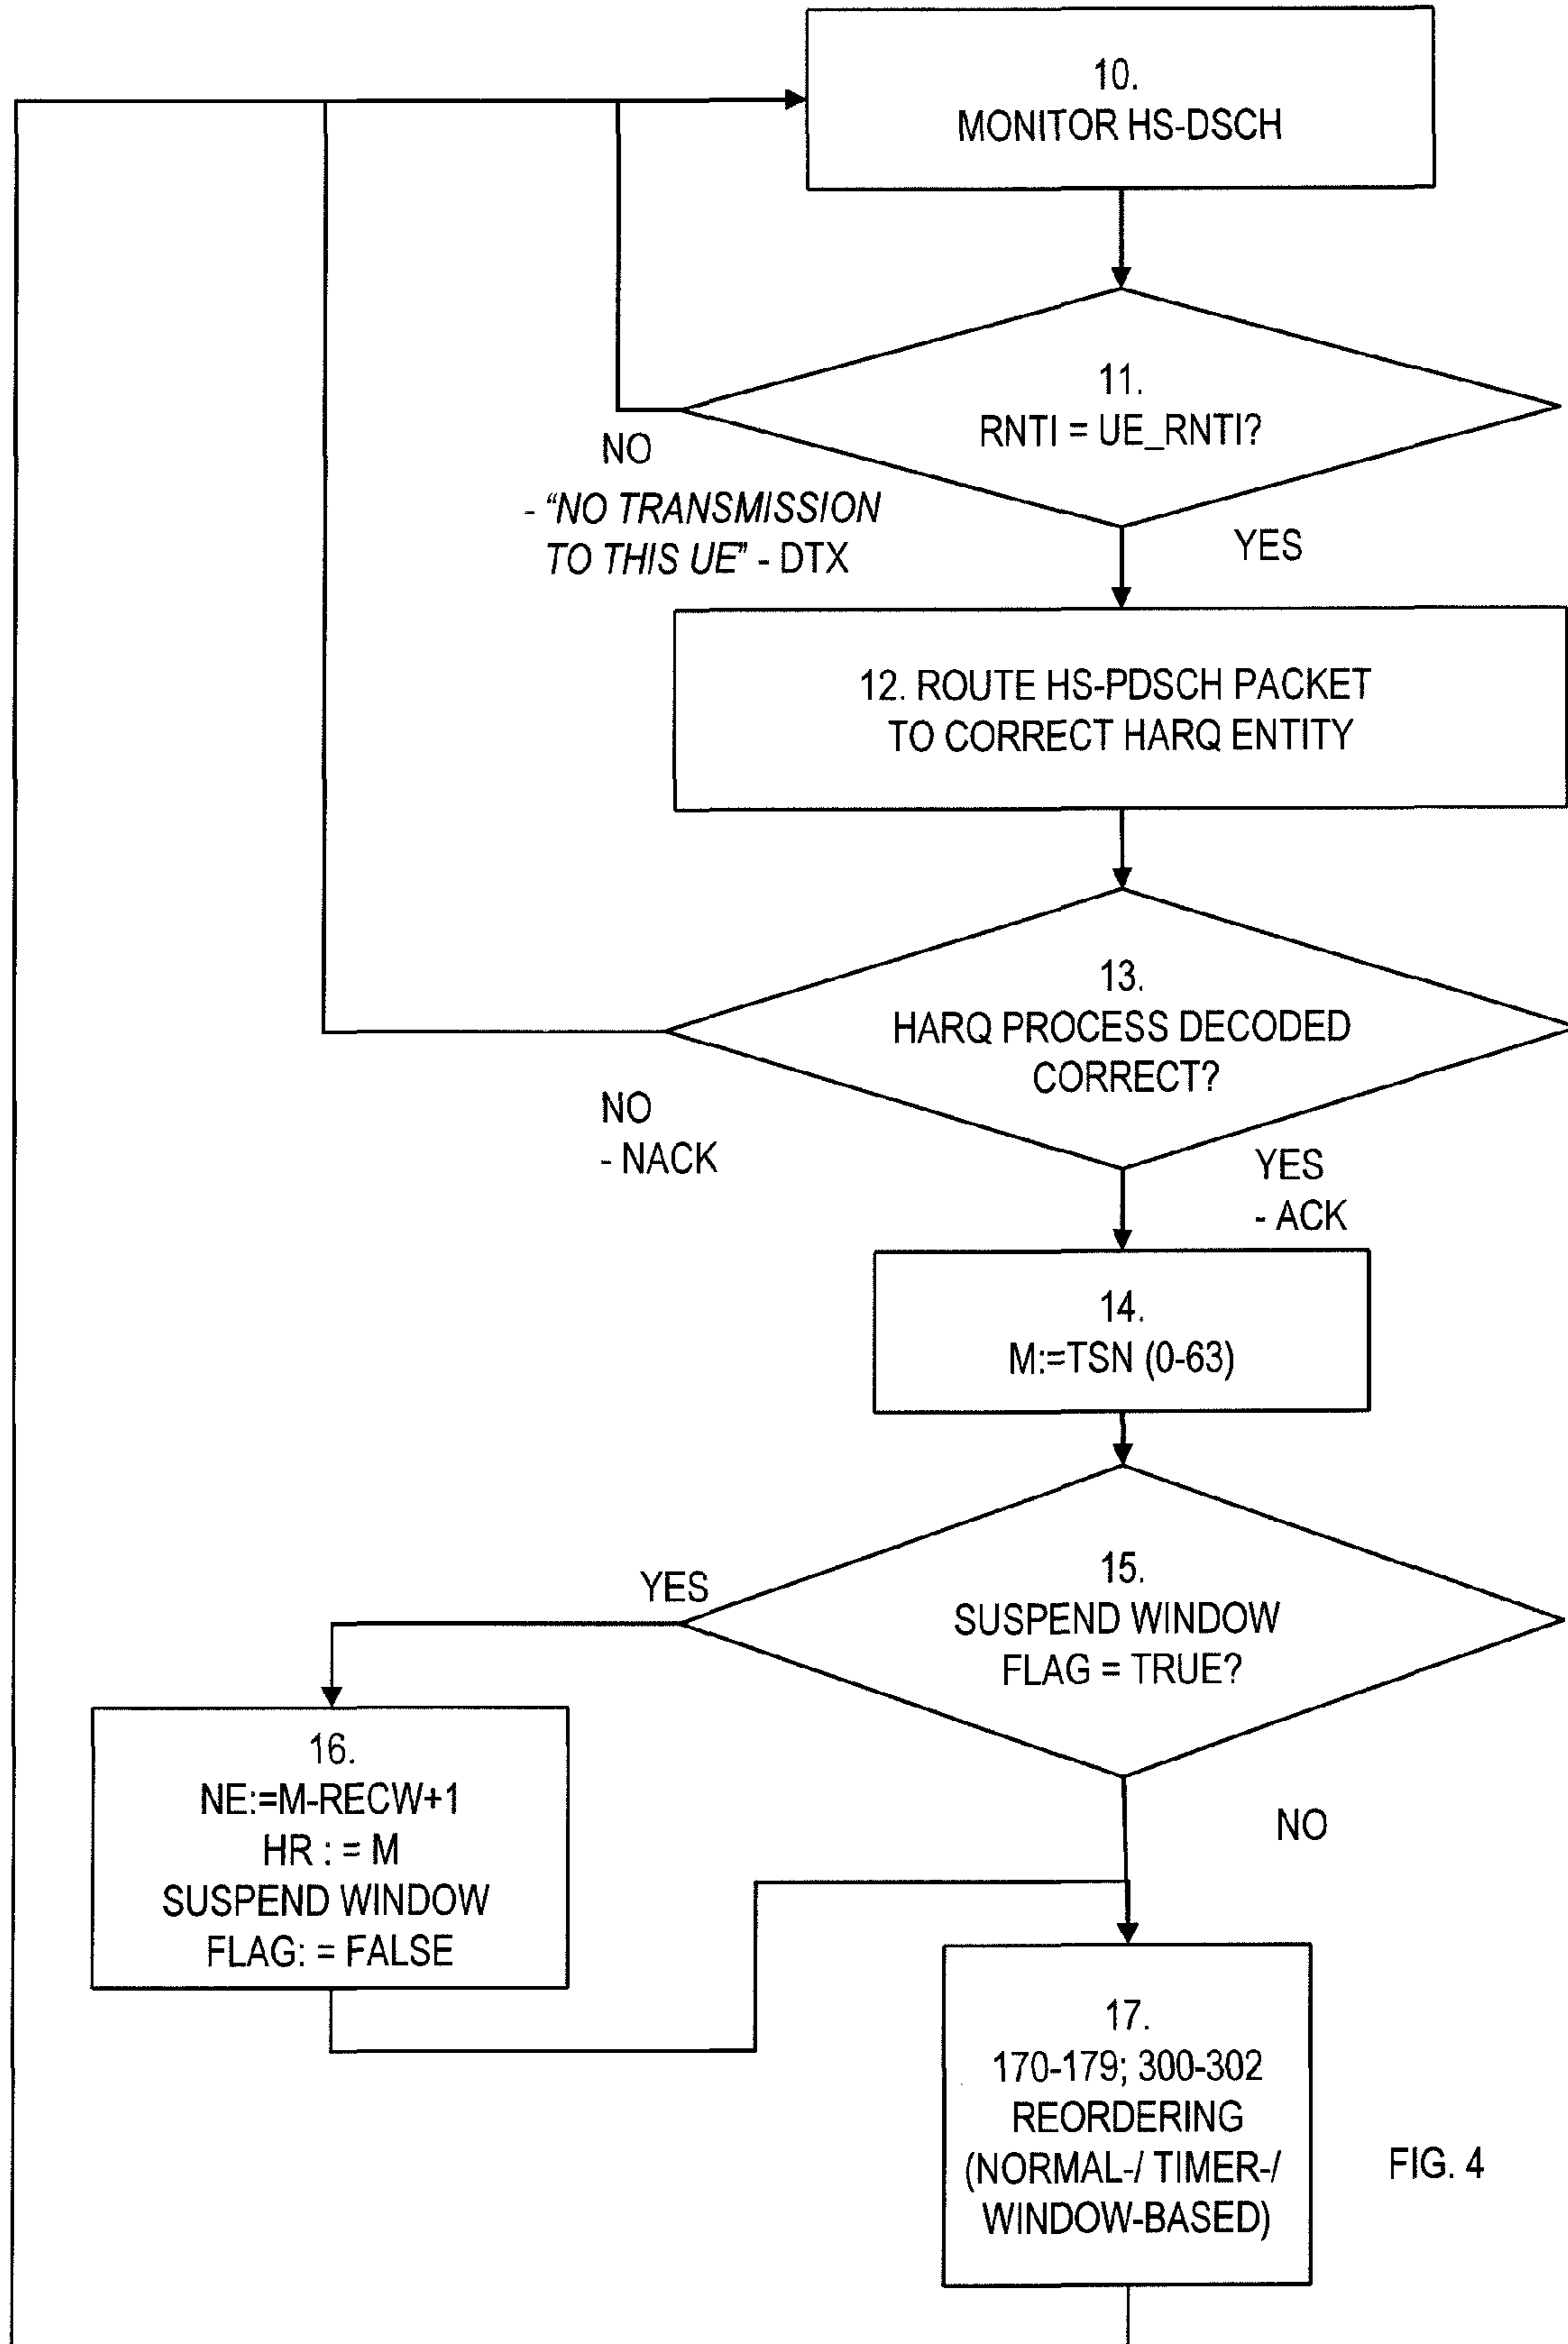 10.
MONITOR HS-DSCH
11.
RNTI = UE_RNTI?
NO
- “NO TRANSMISSION
TO THIS UE” - DTX
YES
12. ROUTE HS-PDSCH PACKET
TO CORRECT HARQ ENTITY
13.
HARQ PROCESS DECODED
CORRECT?
NO
- NACK
YES
- ACK
14.
M:=TSN (0-63)
15.
SUSPEND WINDOW
FLAG = TRUE?
YES
16.
NE:=M-RECW+1
HR : = M
SUSPEND WINDOW
FLAG: = FALSE
NO
17.
170-179; 300-302
REORDERING
(NORMAL-/ TIMER-/
WINDOW-BASED)
FIG. 4